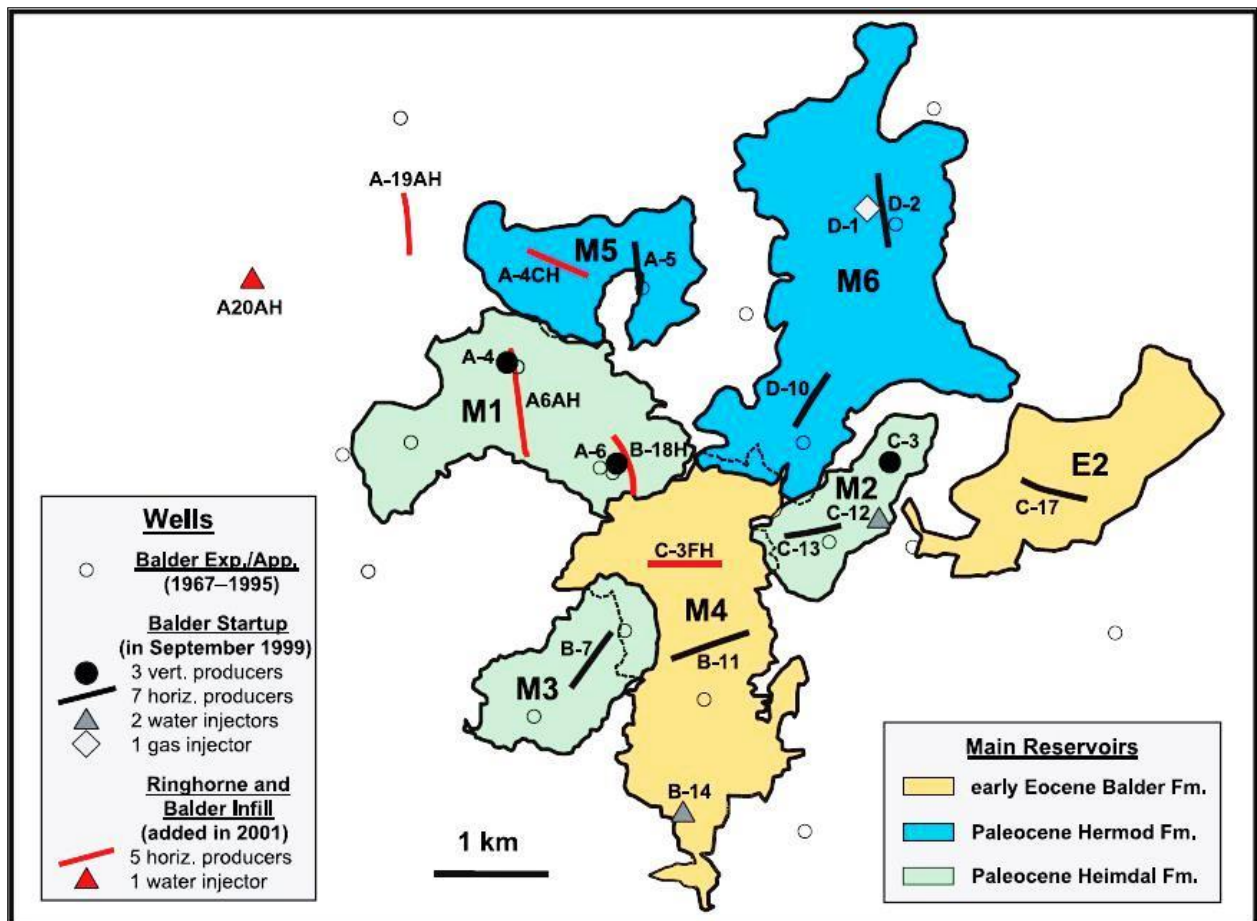 A-19AH
A20AH
M5
A-4CH
A-5
D-2
D-1
M6
A-4
A6AH
M1
D-10
A-6
B-18H
C-3
M2
C-12
C-13
E2
C-17
C-3FH
M4
B-7
B-11
M3
B-14
1 km
Wells
Balder Exp./App.
(1967–1995)
Balder Startup
(in September 1999)
3 vert. producers
7 horiz. producers
2 water injectors
1 gas injector
Ringhorne and
Balder Infill
(added in 2001)
5 horiz. producers
1 water injector
Main Reservoirs
early Eocene Balder Fm.
Paleocene Hermod Fm.
Paleocene Heimdal Fm.